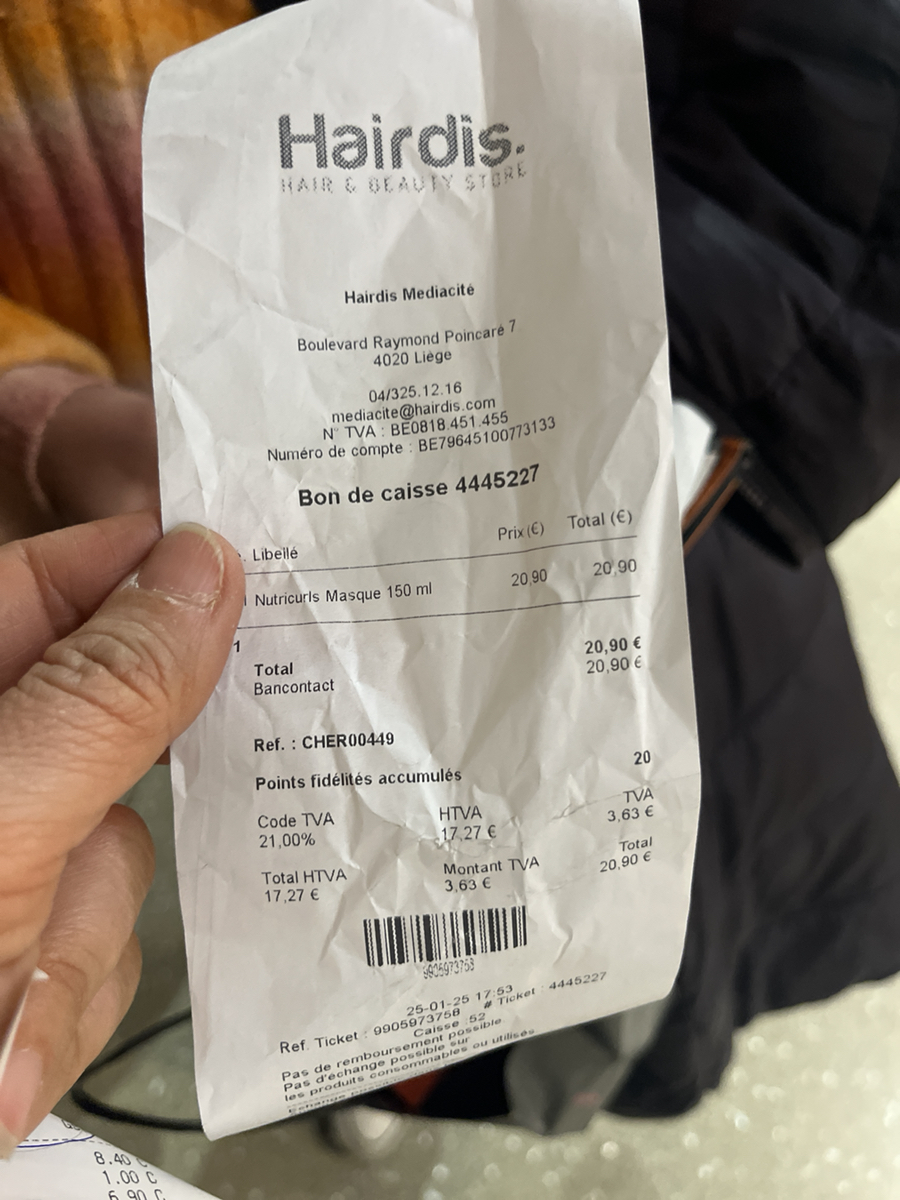 Hairdis.
HAIR & BEAUTY STORE
Hairdis Mediacité
Boulevard Raymond Poincaré 7
4020 Liège
04/325.12.16
mediacite@hairdis.com
N° TVA : BE0818.451.455
Numéro de compte : BE79645100773133
Bon de caisse 4445227
. Libellé Prix (€) Total (€)
Nutricurls Masque 150 ml 20,90 20,90
1 20,90 €
Total 20,90 €
Bancontact
Ref. : CHER00449
Points fidélités accumulés 20
Code TVA HTVA TVA
21,00% 17,27 € 3,63 €
Total HTVA Montant TVA Total
17,27 € 3,63 € 20,90 €
9905973758
25-01-25 17:53
Ref. Ticket : 9905973758 # Ticket : 4445227
Caisse :52
Pas de remboursement possible
Pas d'échange possible sur
les produits consommables ou utilisés
8.40 C
1.00 C
6.90 C